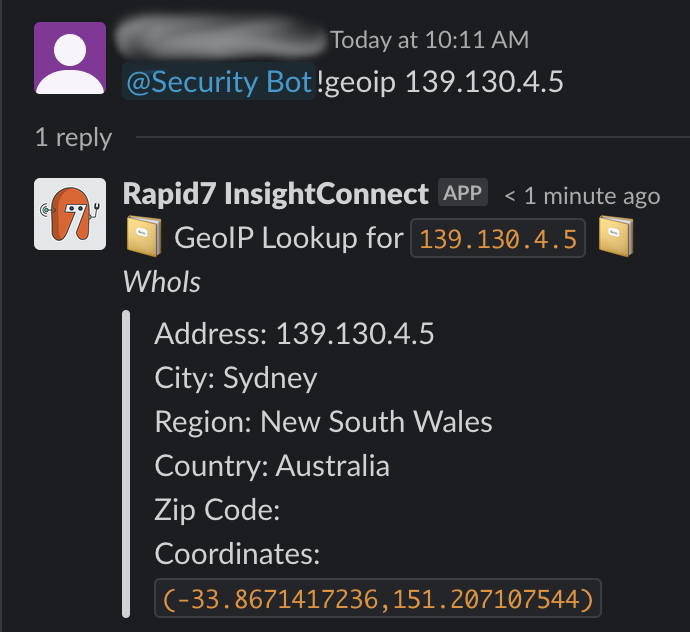 Today at 10:11 AM
@Security Bot !geoip 139.130.4.5
1 reply
Rapid7 InsightConnect APP < 1 minute ago
GeoIP Lookup for 139.130.4.5
WhoIs
Address: 139.130.4.5
City: Sydney
Region: New South Wales
Country: Australia
Zip Code:
Coordinates:
(-33.8671417236,151.207107544)